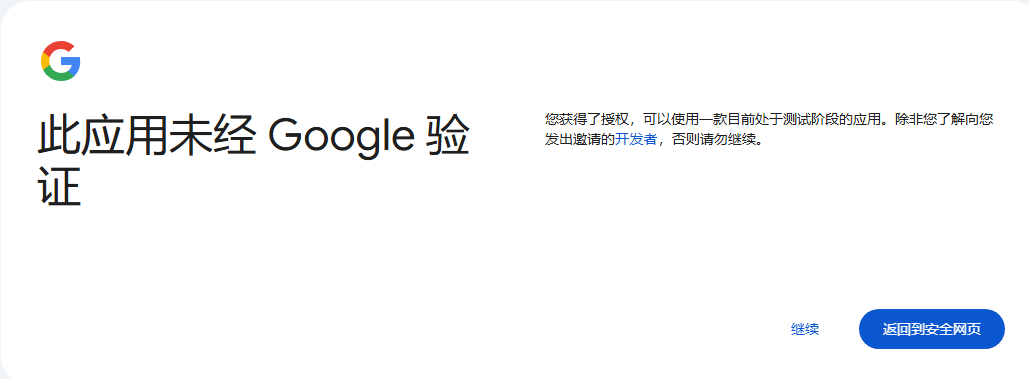 此应用未经 Google 验
证
您获得了授权，可以使用一款目前处于测试阶段的应用。除非您了解向您
发出邀请的开发者，否则请勿继续。
继续
返回到安全网页